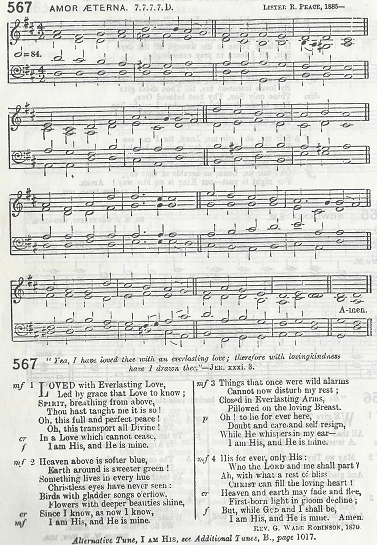 567 AMOR ÆTERNA. 7.7.7.7.D. LISTER R. PEACE, 1885—
=84.
A-men.
567 "Yea, I have loved thee with an everlasting love; therefore with lovingkindness
have I drawn thee."—JER. xxxi. 3.
mf 1 LOVED with Everlasting Love,
Led by grace that Love to know;
SPIRIT, breathing from above,
Thou hast taught me it is so!
Oh, this full and perfect peace!
Oh, this transport all Divine!
cr In a Love which cannot cease,
I am His, and He is mine.
mf 2 Heaven above is softer blue,
Earth around is sweeter green!
Something lives in every hue
Christless eyes have never seen:
Birds with gladder songs o'erflow,
Flowers with deeper beauties shine,
cr Since I know, as now I know,
mf I am His, and He is mine.
mf 3 Things that once were wild alarms
Cannot now disturb my rest;
Closed in Everlasting Arms,
Pillowed on the loving Breast.
p Oh! to lie for ever here,
Doubt and care and self resign,
While He whispers in my ear—
I am His, and He is mine.
mf 4 His for ever, only His:
Who the LORD and me shall part?
Ah, with what a rest of bliss
CHRIST can fill the loving heart!
cr Heaven and earth may fade and flee,
First-born light in gloom decline;
f But, while GOD and I shall be,
I am His, and He is mine. Amen.
REV. G. WADE ROBINSON, 1870.
Alternative Tune, I AM HIS, see Additional Tunes, B., page 1017.